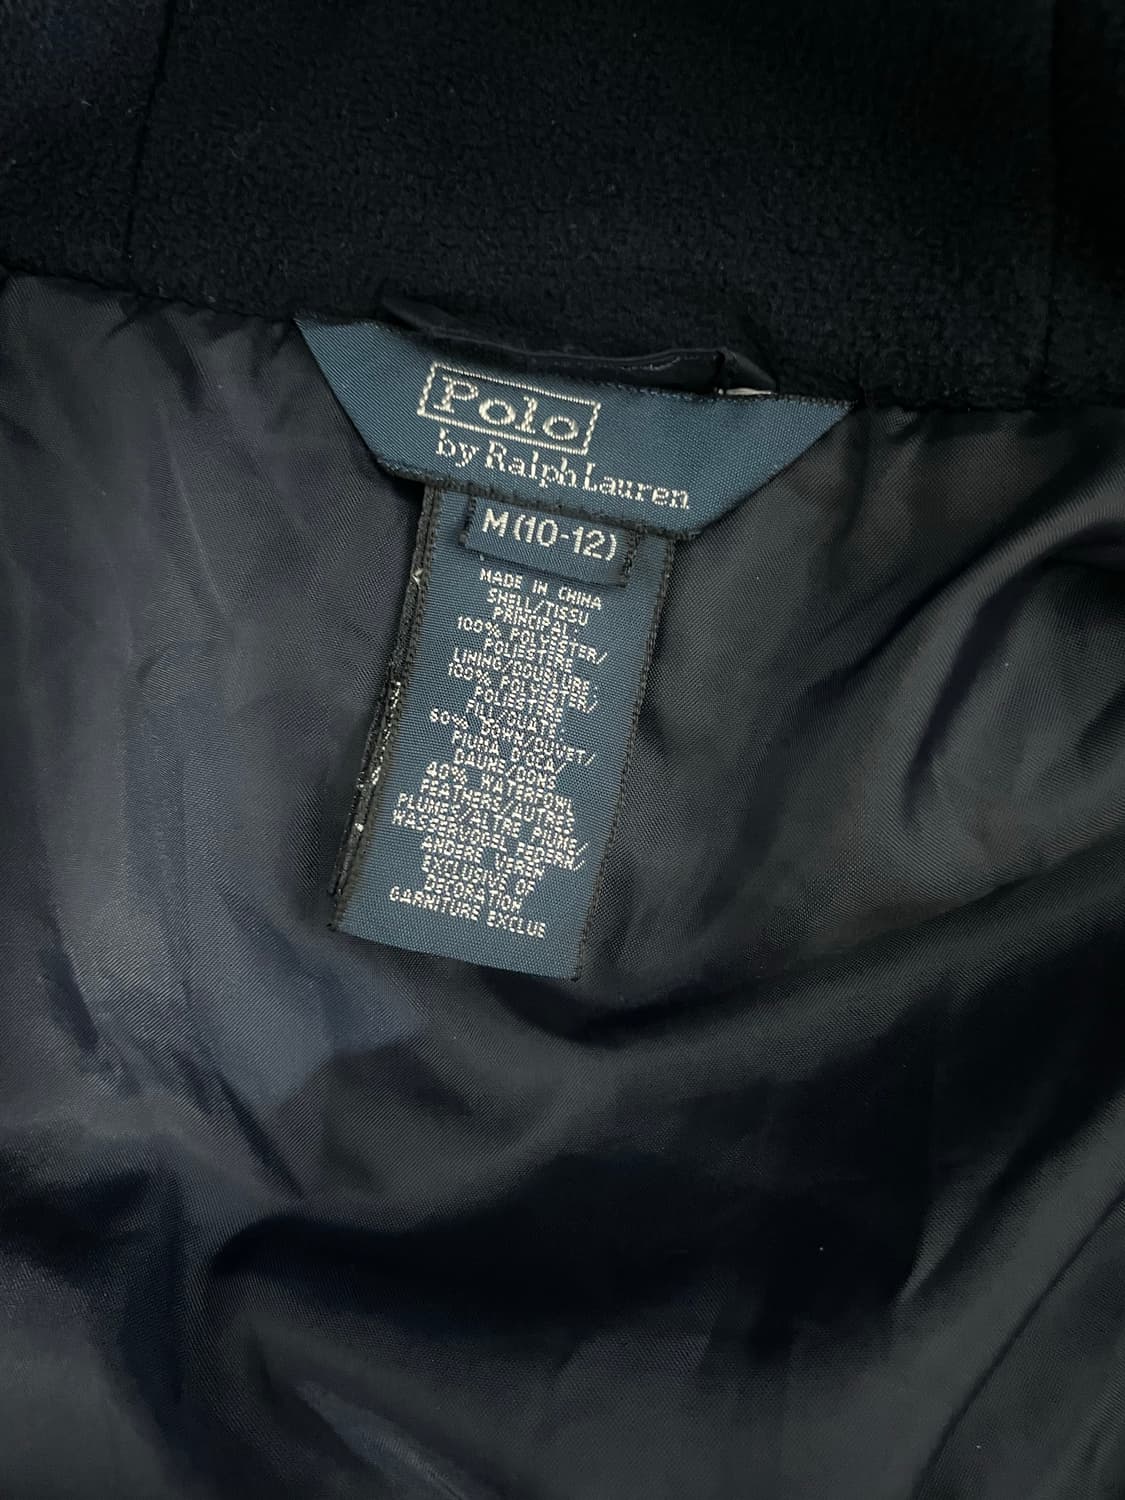 Polo
by Ralph Lauren
M(10-12)
MADE IN CHINA
SHELL/TISSU
PRINCIPAL:
100% POLYESTER/
POLIESTERE
LINING/DOUBLURE:
100% POLYESTER/
POLIESTERE
FILL/OUATE:
60% DOWN/DUVET/
PIUMA D'OCA/
DAUNE/DONS
40% WATERFOWL
FEATHERS/AUTRES
PLUMES/ALTRE PIUME/
WASSERVOGEL FEDERN/
ANDERE VEREN
EXCLUSIVE OF
DECORATION
GARNITURE EXCLUE